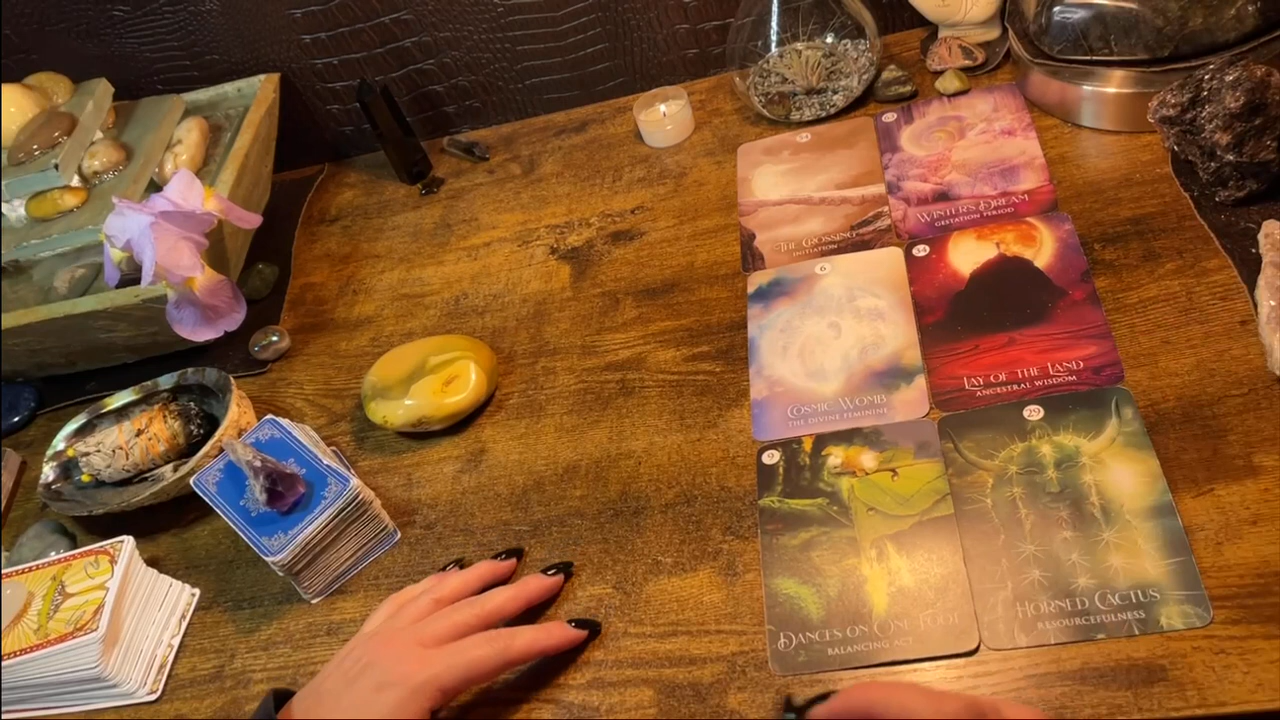 THE CROSSING
INITIATION
WINTER'S DREAM
GESTATION PERIOD
6
COSMIC WOMB
THE DIVINE FEMININE
34
LAY OF THE LAND
ANCESTRAL WISDOM
9
DANCES ON ONE FOOT
BALANCING ACT
29
HORNED CACTUS
RESOURCEFULNESS